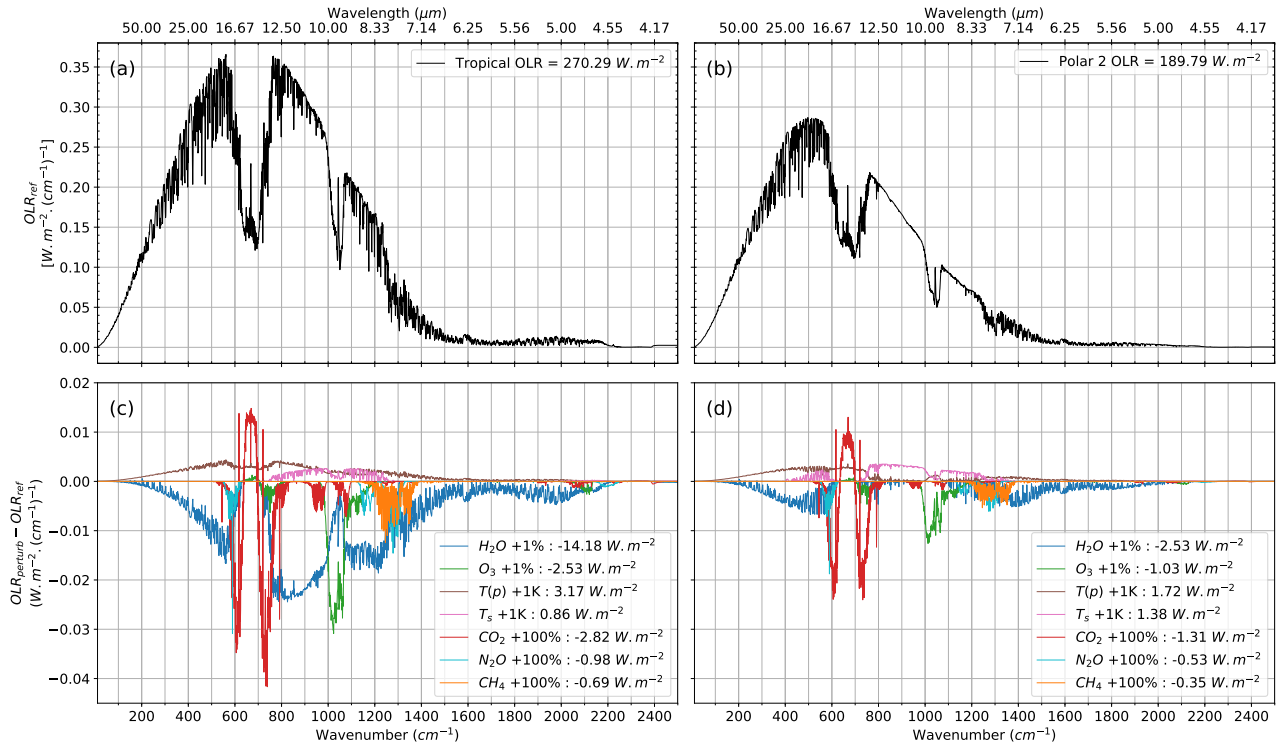 Wavelength (μm)
50.00 25.00 16.67 12.50 10.00 8.33 7.14 6.25 5.56 5.00 4.55 4.17
(a)
Tropical OLR = 270.29 W.m⁻²
0.35
0.30
0.25
0.20
0.15
0.10
0.05
0.00
OLR_ref
[W.m⁻².(cm⁻¹)⁻¹]
Wavelength (μm)
50.00 25.00 16.67 12.50 10.00 8.33 7.14 6.25 5.56 5.00 4.55 4.17
(b)
Polar 2 OLR = 189.79 W.m⁻²
(c)
0.02
0.01
0.00
−0.01
−0.02
−0.03
−0.04
OLR_perturb − OLR_ref
(W.m⁻².(cm⁻¹)⁻¹)
H₂O +1% : -14.18 W.m⁻²
O₃ +1% : -2.53 W.m⁻²
T(p) +1K : 3.17 W.m⁻²
Tₛ +1K : 0.86 W.m⁻²
CO₂ +100% : -2.82 W.m⁻²
N₂O +100% : -0.98 W.m⁻²
CH₄ +100% : -0.69 W.m⁻²
200 400 600 800 1000 1200 1400 1600 1800 2000 2200 2400
Wavenumber (cm⁻¹)
(d)
H₂O +1% : -2.53 W.m⁻²
O₃ +1% : -1.03 W.m⁻²
T(p) +1K : 1.72 W.m⁻²
Tₛ +1K : 1.38 W.m⁻²
CO₂ +100% : -1.31 W.m⁻²
N₂O +100% : -0.53 W.m⁻²
CH₄ +100% : -0.35 W.m⁻²
200 400 600 800 1000 1200 1400 1600 1800 2000 2200 2400
Wavenumber (cm⁻¹)